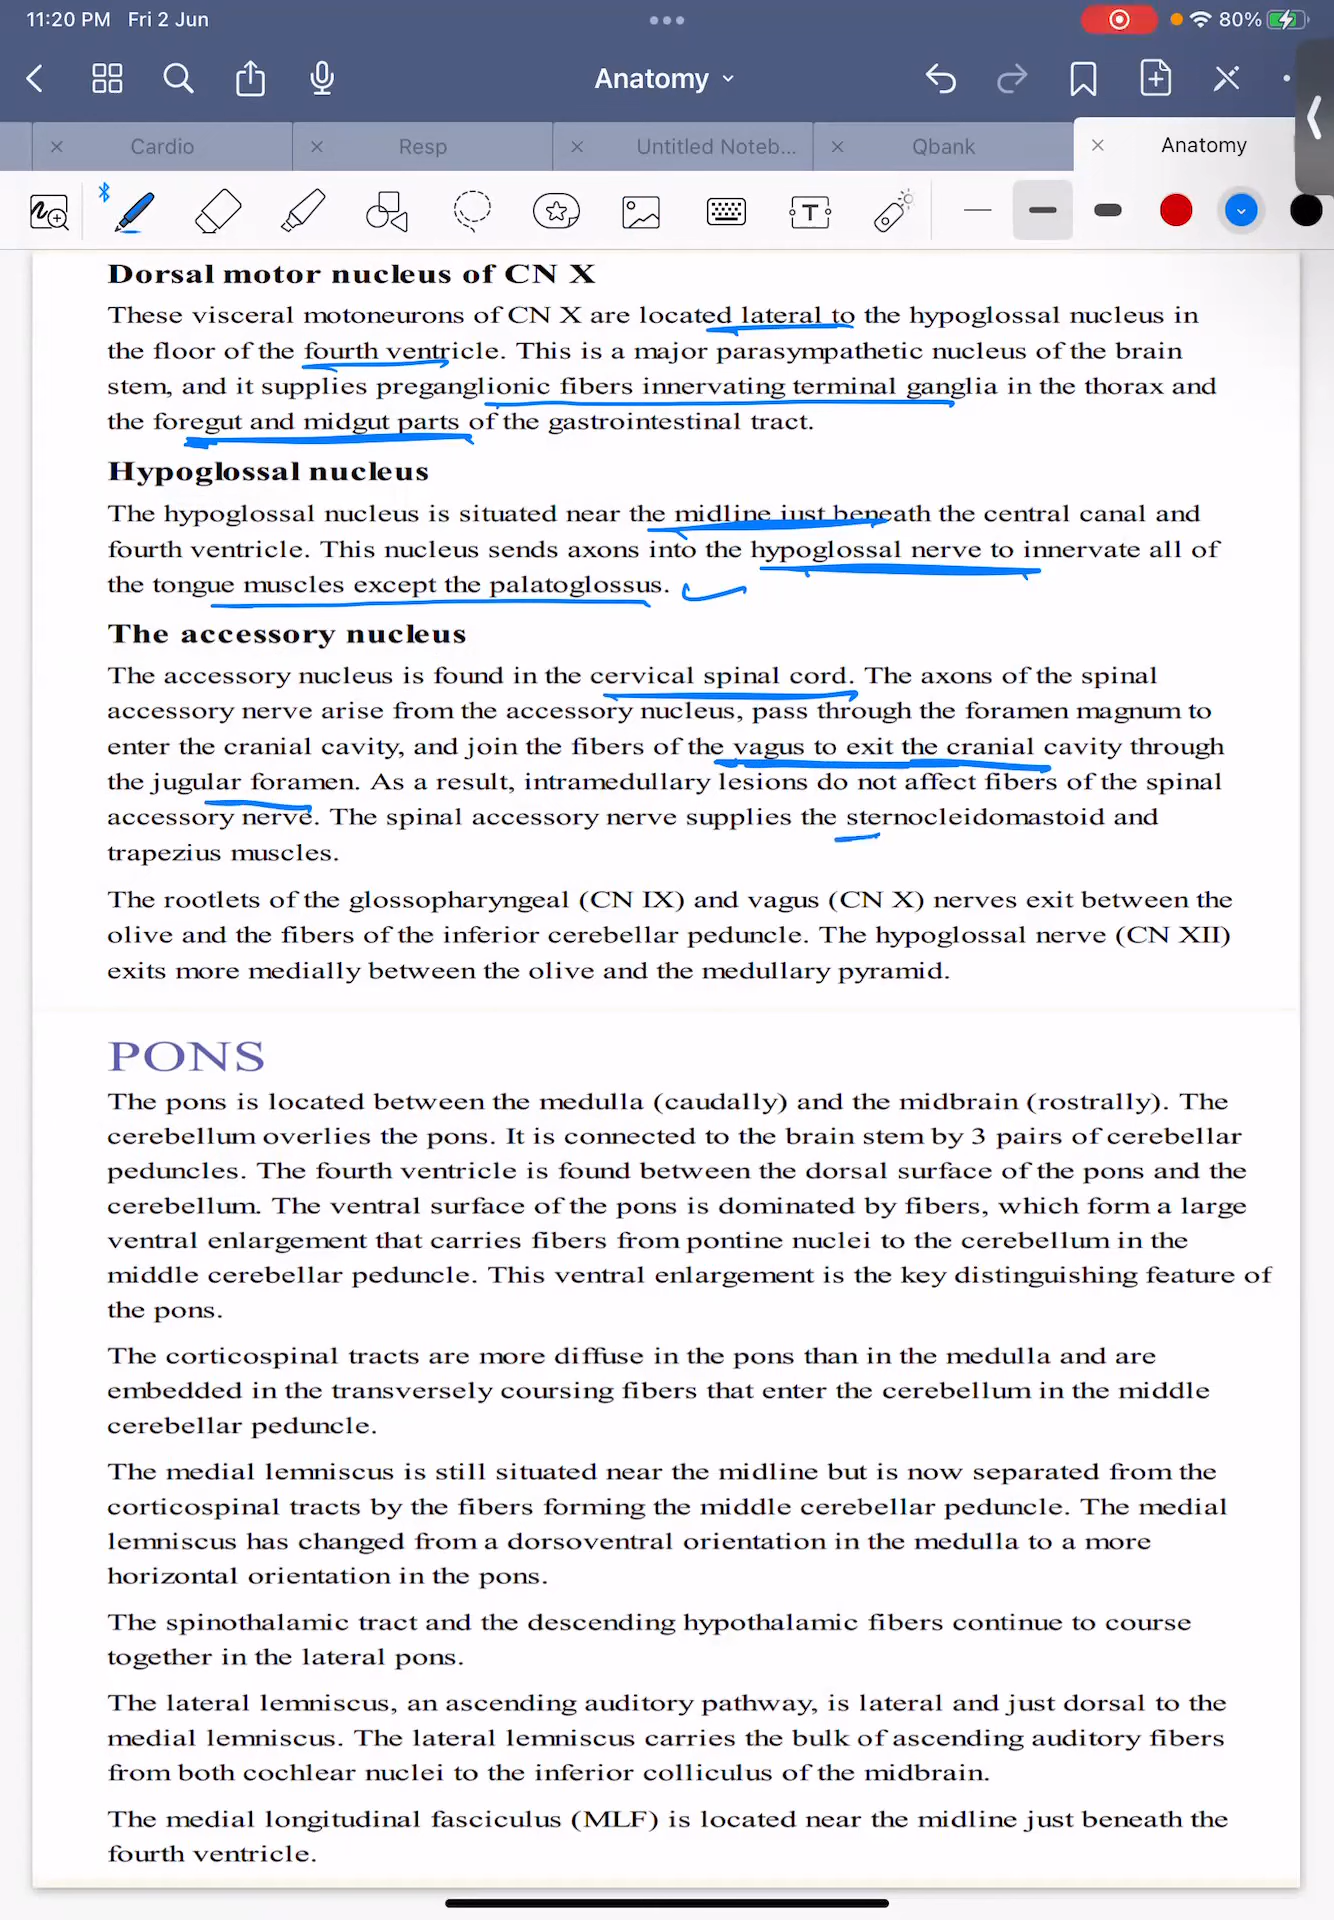 11:20 PM Fri 2 Jun
80%
Anatomy
Cardio
Resp
Untitled Noteb...
Qbank
Anatomy
T
Dorsal motor nucleus of CN X
These visceral motoneurons of CN X are located lateral to the hypoglossal nucleus in
the floor of the fourth ventricle. This is a major parasympathetic nucleus of the brain
stem, and it supplies preganglionic fibers innervating terminal ganglia in the thorax and
the foregut and midgut parts of the gastrointestinal tract.
Hypoglossal nucleus
The hypoglossal nucleus is situated near the midline just beneath the central canal and
fourth ventricle. This nucleus sends axons into the hypoglossal nerve to innervate all of
the tongue muscles except the palatoglossus.
The accessory nucleus
The accessory nucleus is found in the cervical spinal cord. The axons of the spinal
accessory nerve arise from the accessory nucleus, pass through the foramen magnum to
enter the cranial cavity, and join the fibers of the vagus to exit the cranial cavity through
the jugular foramen. As a result, intramedullary lesions do not affect fibers of the spinal
accessory nerve. The spinal accessory nerve supplies the sternocleidomastoid and
trapezius muscles.
The rootlets of the glossopharyngeal (CN IX) and vagus (CN X) nerves exit between the
olive and the fibers of the inferior cerebellar peduncle. The hypoglossal nerve (CN XII)
exits more medially between the olive and the medullary pyramid.
PONS
The pons is located between the medulla (caudally) and the midbrain (rostrally). The
cerebellum overlies the pons. It is connected to the brain stem by 3 pairs of cerebellar
peduncles. The fourth ventricle is found between the dorsal surface of the pons and the
cerebellum. The ventral surface of the pons is dominated by fibers, which form a large
ventral enlargement that carries fibers from pontine nuclei to the cerebellum in the
middle cerebellar peduncle. This ventral enlargement is the key distinguishing feature of
the pons.
The corticospinal tracts are more diffuse in the pons than in the medulla and are
embedded in the transversely coursing fibers that enter the cerebellum in the middle
cerebellar peduncle.
The medial lemniscus is still situated near the midline but is now separated from the
corticospinal tracts by the fibers forming the middle cerebellar peduncle. The medial
lemniscus has changed from a dorsoventral orientation in the medulla to a more
horizontal orientation in the pons.
The spinothalamic tract and the descending hypothalamic fibers continue to course
together in the lateral pons.
The lateral lemniscus, an ascending auditory pathway, is lateral and just dorsal to the
medial lemniscus. The lateral lemniscus carries the bulk of ascending auditory fibers
from both cochlear nuclei to the inferior colliculus of the midbrain.
The medial longitudinal fasciculus (MLF) is located near the midline just beneath the
fourth ventricle.